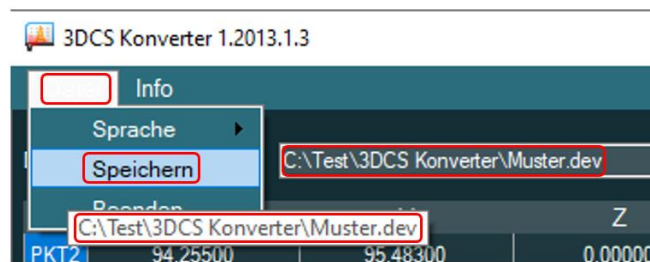 3DCS Konverter 1.2013.1.3
Info
Sprache
C:\Test\3DCS Konverter\Muster.dev
Speichern
C:\Test\3DCS Konverter\Muster.dev
Z
PKT2 94.25500 95.48300 0.00000